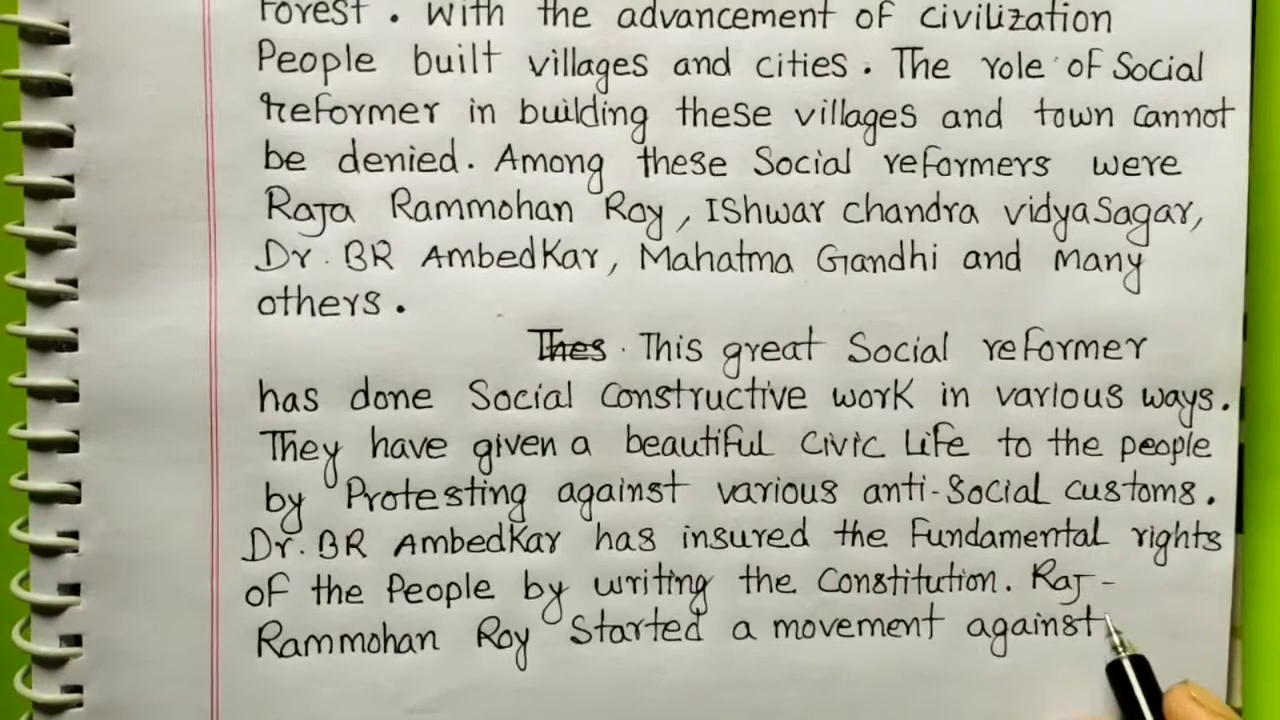 Forest. With the advancement of civilization
People built villages and cities. The role of Social
reformer in building these villages and town cannot
be denied. Among these Social reformers were
Raja Rammohan Roy, Ishwar chandra vidyasagar,
Dr. BR Ambedkar, Mahatma Gandhi and many
others.
Thes. This great Social reformer
has done Social Constructive work in various ways.
They have given a beautiful Civic Life to the people
by Protesting against various anti-Social customs.
Dr. BR Ambedkar has insured the Fundamental rights
of the People by writing the Constitution. Raj-
Rammohan Roy Started a movement against